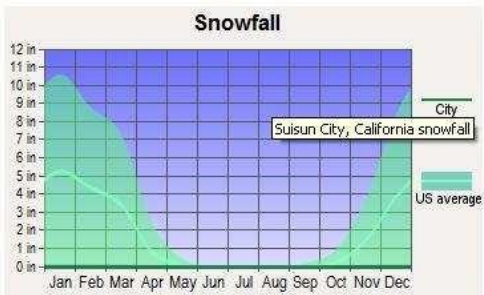 Snowfall
12 in
11 in
10 in
9 in
8 in
7 in
6 in
5 in
4 in
3 in
2 in
1 in
0 in
Jan Feb Mar Apr May Jun Jul Aug Sep Oct Nov Dec
City
Suisun City, California snowfall
US average